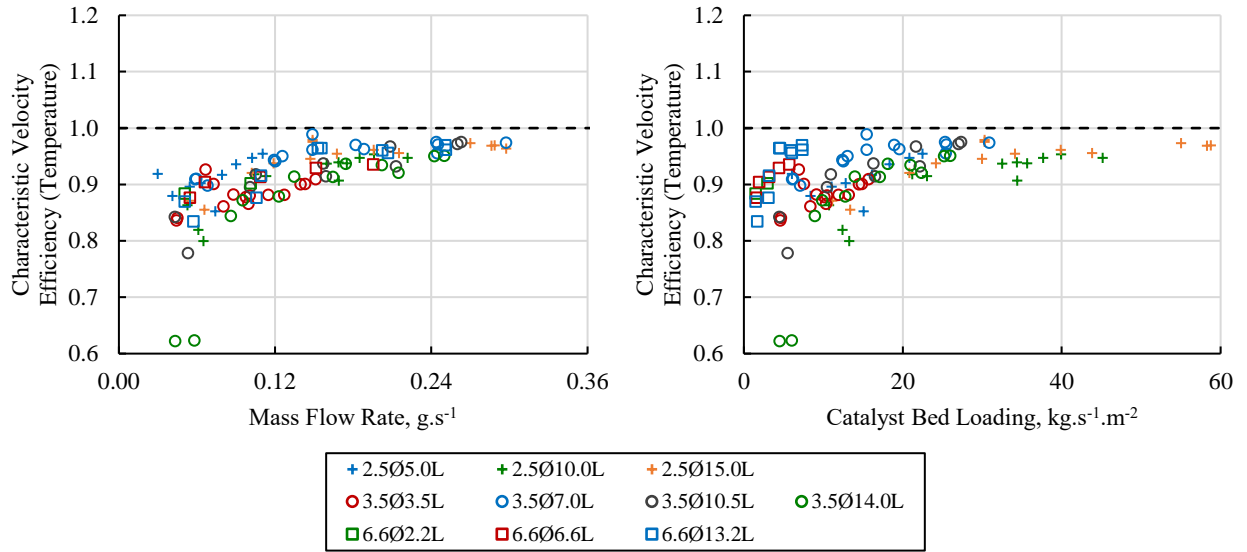 1.2
1.1
1.0
0.9
0.8
0.7
0.6
Characteristic Velocity
Efficiency (Temperature)
0.00
0.12
0.24
0.36
Mass Flow Rate, g.s⁻¹
1.2
1.1
1.0
0.9
0.8
0.7
0.6
Characteristic Velocity
Efficiency (Temperature)
0
20
40
60
Catalyst Bed Loading, kg.s⁻¹.m⁻²
2.5Ø5.0L 2.5Ø10.0L 2.5Ø15.0L
3.5Ø3.5L 3.5Ø7.0L 3.5Ø10.5L 3.5Ø14.0L
6.6Ø2.2L 6.6Ø6.6L 6.6Ø13.2L